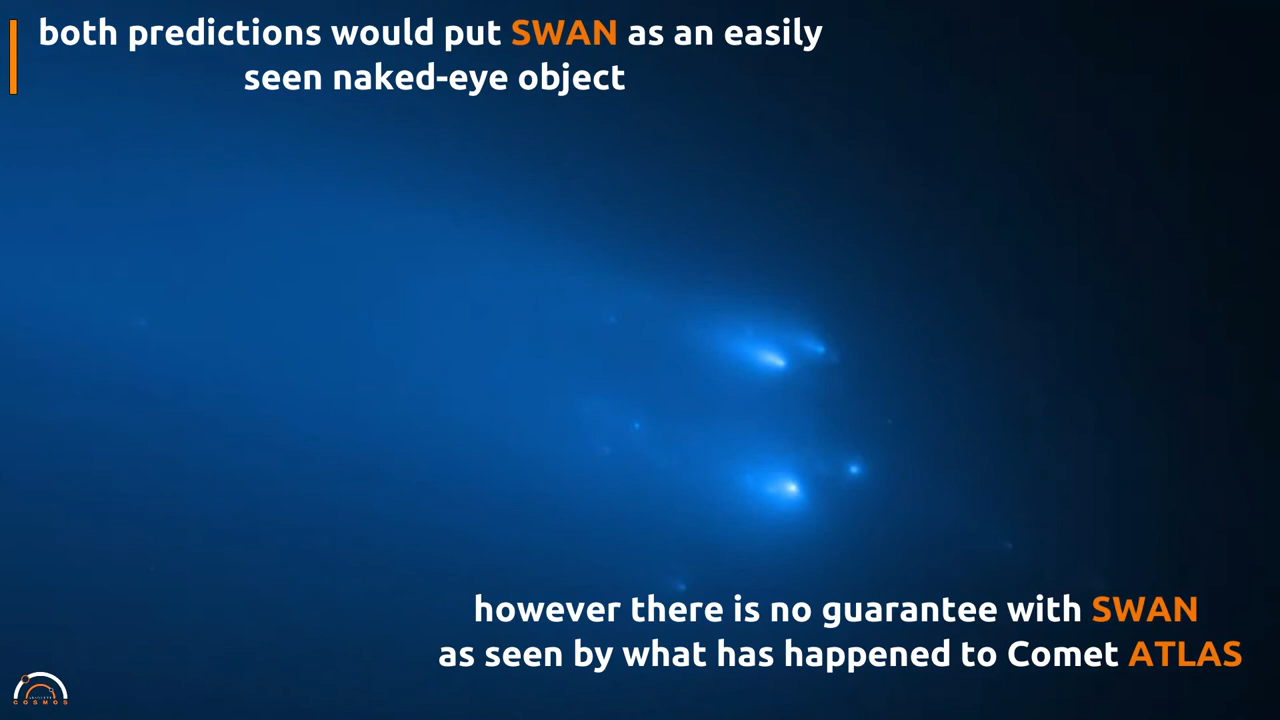 both predictions would put SWAN as an easily
seen naked-eye object
however there is no guarantee with SWAN
as seen by what has happened to Comet ATLAS
COSMOS